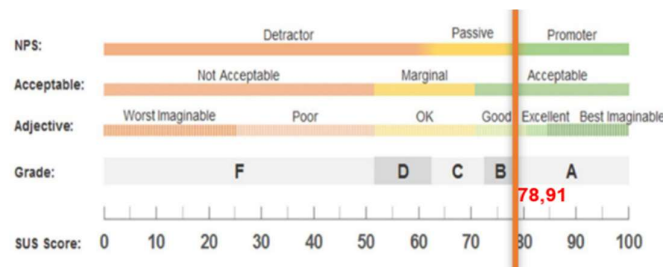 NPS: Detractor Passive Promoter
Acceptable: Not Acceptable Marginal Acceptable
Adjective: Worst Imaginable Poor OK Good Excellent Best Imaginable
Grade: F D C B A
78,91
SUS Score: 0 10 20 30 40 50 60 70 80 90 100